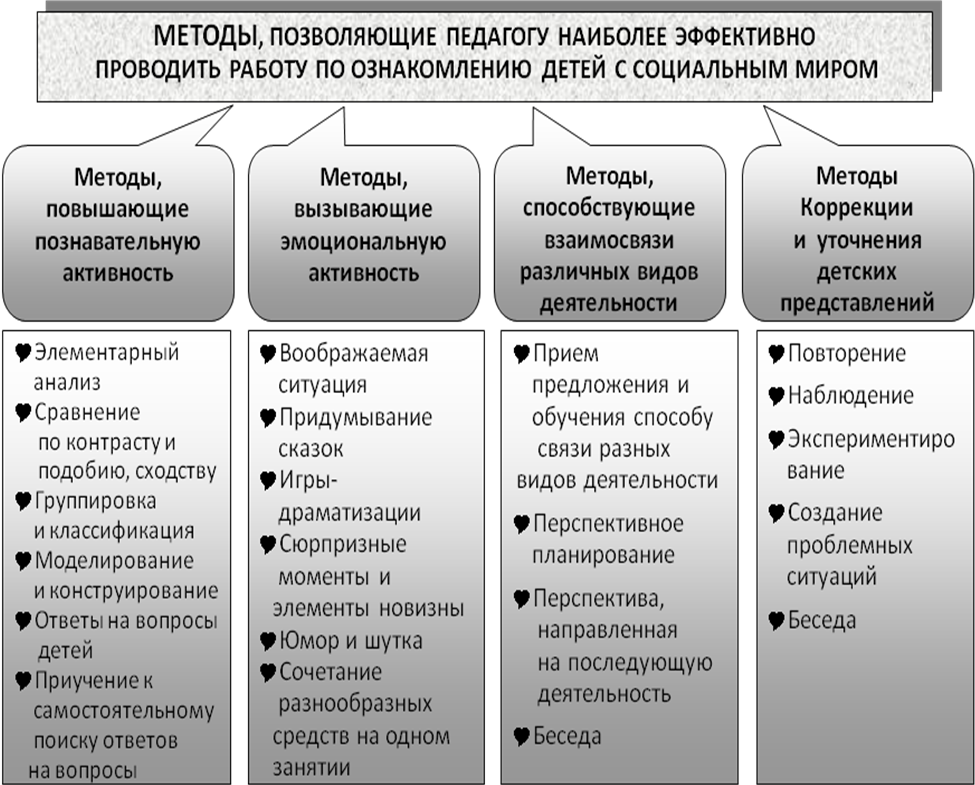 МЕТОДЫ, ПОЗВОЛЯЮЩИЕ ПЕДАГОГУ НАИБОЛЕЕ ЭФФЕКТИВНО
ПРОВОДИТЬ РАБОТУ ПО ОЗНАКОМЛЕНИЮ ДЕТЕЙ С СОЦИАЛЬНЫМ МИРОМ
Методы,
повышающие
познавательную
активность
Элементарный
анализ
Сравнение
по контрасту и
подобию, сходству
Группировка
и классификация
Моделирование
и конструирование
Ответы на вопросы
детей
Приучение к
самостоятельному
поиску ответов
на вопросы
Методы,
вызывающие
эмоциональную
активность
Воображаемая
ситуация
Придумывание
сказок
Игры-
драматизации
Сюрпризные
моменты и
элементы новизны
Юмор и шутка
Сочетание
разнообразных
средств на одном
занятии
Методы,
способствующие
взаимосвязи
различных видов
деятельности
Прием
предложения и
обучения способу
связи разных
видов деятельности
Перспективное
планирование
Перспектива,
направленная
на последующую
деятельность
Беседа
Методы
Коррекции
и уточнения
детских
представлений
Повторение
Наблюдение
Экспериментиро
вание
Создание
проблемных
ситуаций
Беседа